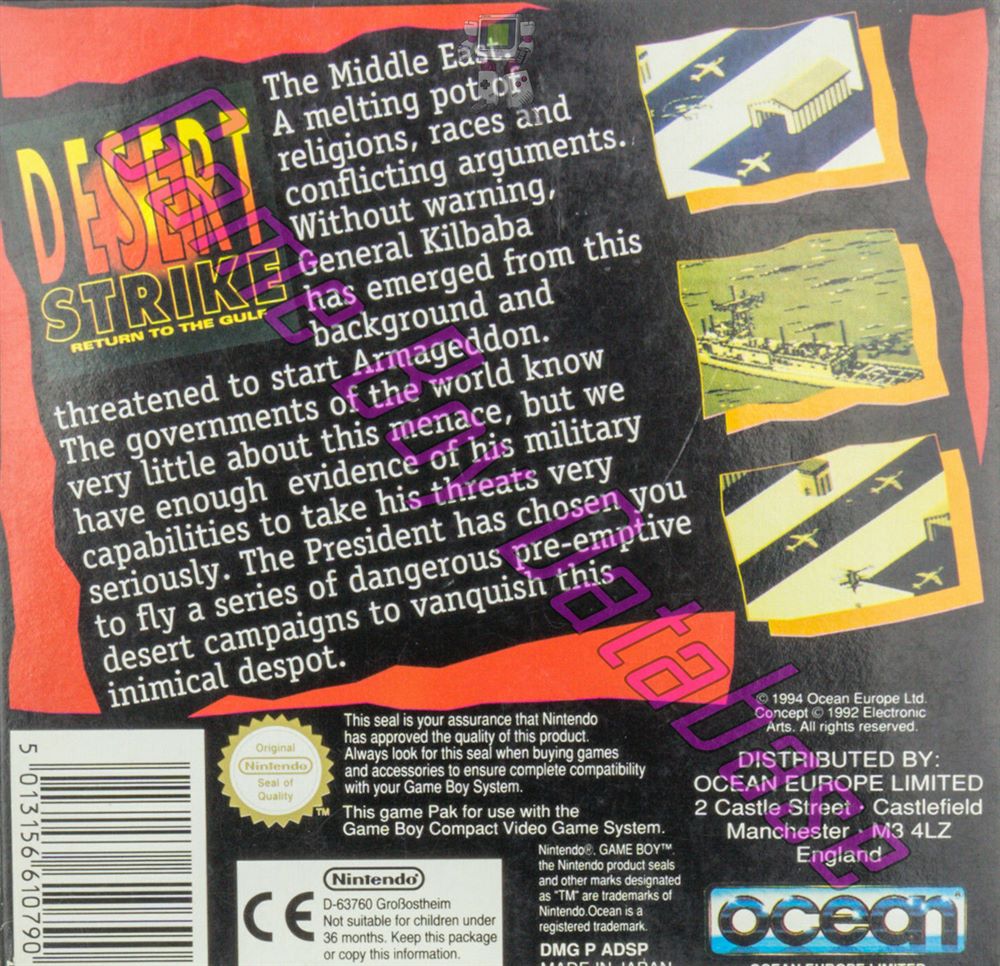 DESERT
STRIKE
RETURN TO THE GULF
The Middle East.
A melting pot of
religions, races and
conflicting arguments.
Without warning,
General Kilbaba
has emerged from this
background and
threatened to start Armageddon.
The governments of the world know
very little about this menace, but we
have enough evidence of his military
capabilities to take his threats very
seriously. The President has chosen you
to fly a series of dangerous pre-emptive
desert campaigns to vanquish this
inimical despot.
Game Boy Database
© 1994 Ocean Europe Ltd.
Concept © 1992 Electronic
Arts. All rights reserved.
DISTRIBUTED BY:
OCEAN EUROPE LIMITED
2 Castle Street · Castlefield
Manchester · M3 4LZ
England
ocean
OCEAN EUROPE LIMITED
5 013156 610790
Original
Nintendo
Seal of
Quality
TM
This seal is your assurance that Nintendo
has approved the quality of this product.
Always look for this seal when buying games
and accessories to ensure complete compatibility
with your Game Boy System.
This game Pak for use with the
Game Boy Compact Video Game System.
CE
Nintendo®
D-63760 Großostheim
Not suitable for children under
36 months. Keep this package
or copy this information.
Nintendo®, GAME BOY™,
the Nintendo product seals
and other marks designated
as "TM" are trademarks of
Nintendo.Ocean is a
registered trademark.
DMG P ADSP
MADE IN JAPAN